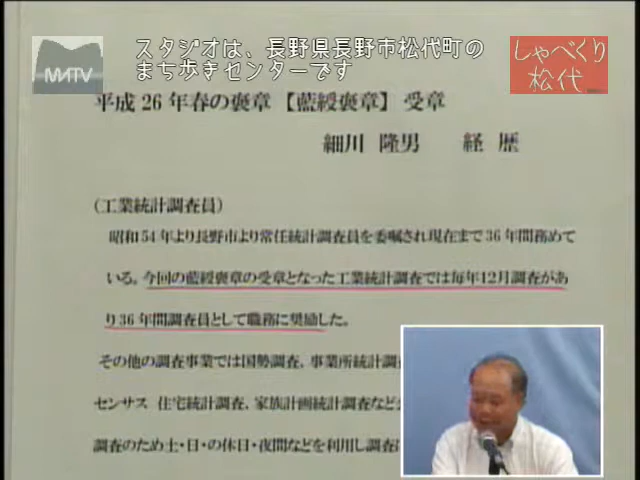 スタジオは、長野県長野市松代町の
まち歩きセンターです
MATV
しゃべくり
松代
平成26年春の褒章【藍綬褒章】受章
細川 隆男 経歴
(工業統計調査員)
昭和54年より長野市より常任統計調査員を委嘱され現在まで36年間務めて
いる。今回の藍綬褒章の受章となった工業統計調査では毎年12月調査があ
り36年間調査員として職務に奨励した。
その他の調査事業では国勢調査、事業所統計調
センサス 住宅統計調査、家族計画統計調査など
調査のため土・日・の休日・夜間などを利用し調査